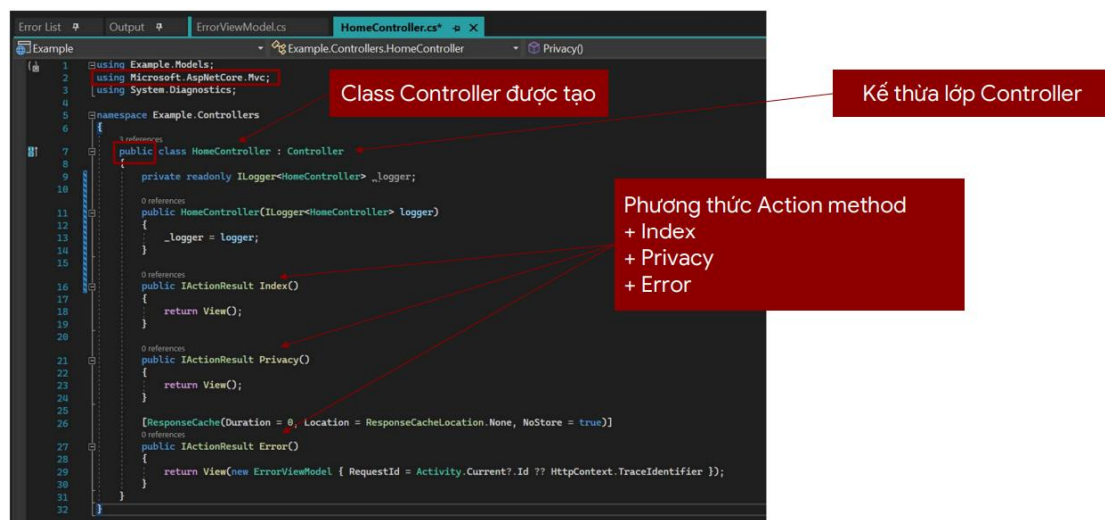 Error List Output ErrorViewModel.cs HomeController.cs*
Example Example.Controllers.HomeController Privacy()
1 using Example.Models;
2 using Microsoft.AspNetCore.Mvc;
3 using System.Diagnostics;
4
5 namespace Example.Controllers
6 {
3 references
7 public class HomeController : Controller
8 {
9 private readonly ILogger<HomeController> _logger;
10
0 references
11 public HomeController(ILogger<HomeController> logger)
12 {
13 _logger = logger;
14 }
15
0 references
16 public IActionResult Index()
17 {
18 return View();
19 }
20
0 references
21 public IActionResult Privacy()
22 {
23 return View();
24 }
25
26 [ResponseCache(Duration = 0, Location = ResponseCacheLocation.None, NoStore = true)]
0 references
27 public IActionResult Error()
28 {
29 return View(new ErrorViewModel { RequestId = Activity.Current?.Id ?? HttpContext.TraceIdentifier });
30 }
31 }
32 }
Class Controller được tạo
Kế thừa lớp Controller
Phương thức Action method
+ Index
+ Privacy
+ Error